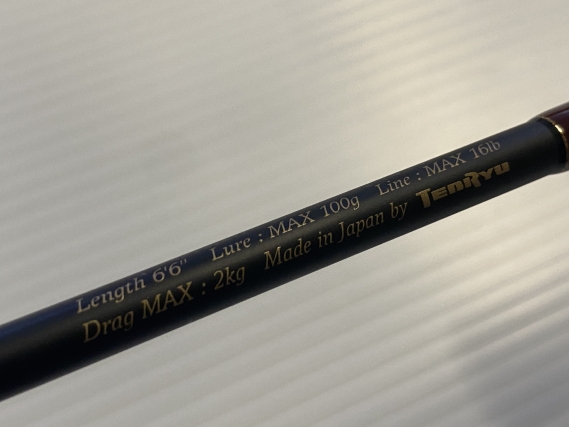 Length 6'6" Lure : MAX 100g Line : MAX 16lb
Drag MAX : 2kg Made in Japan by TENRYU